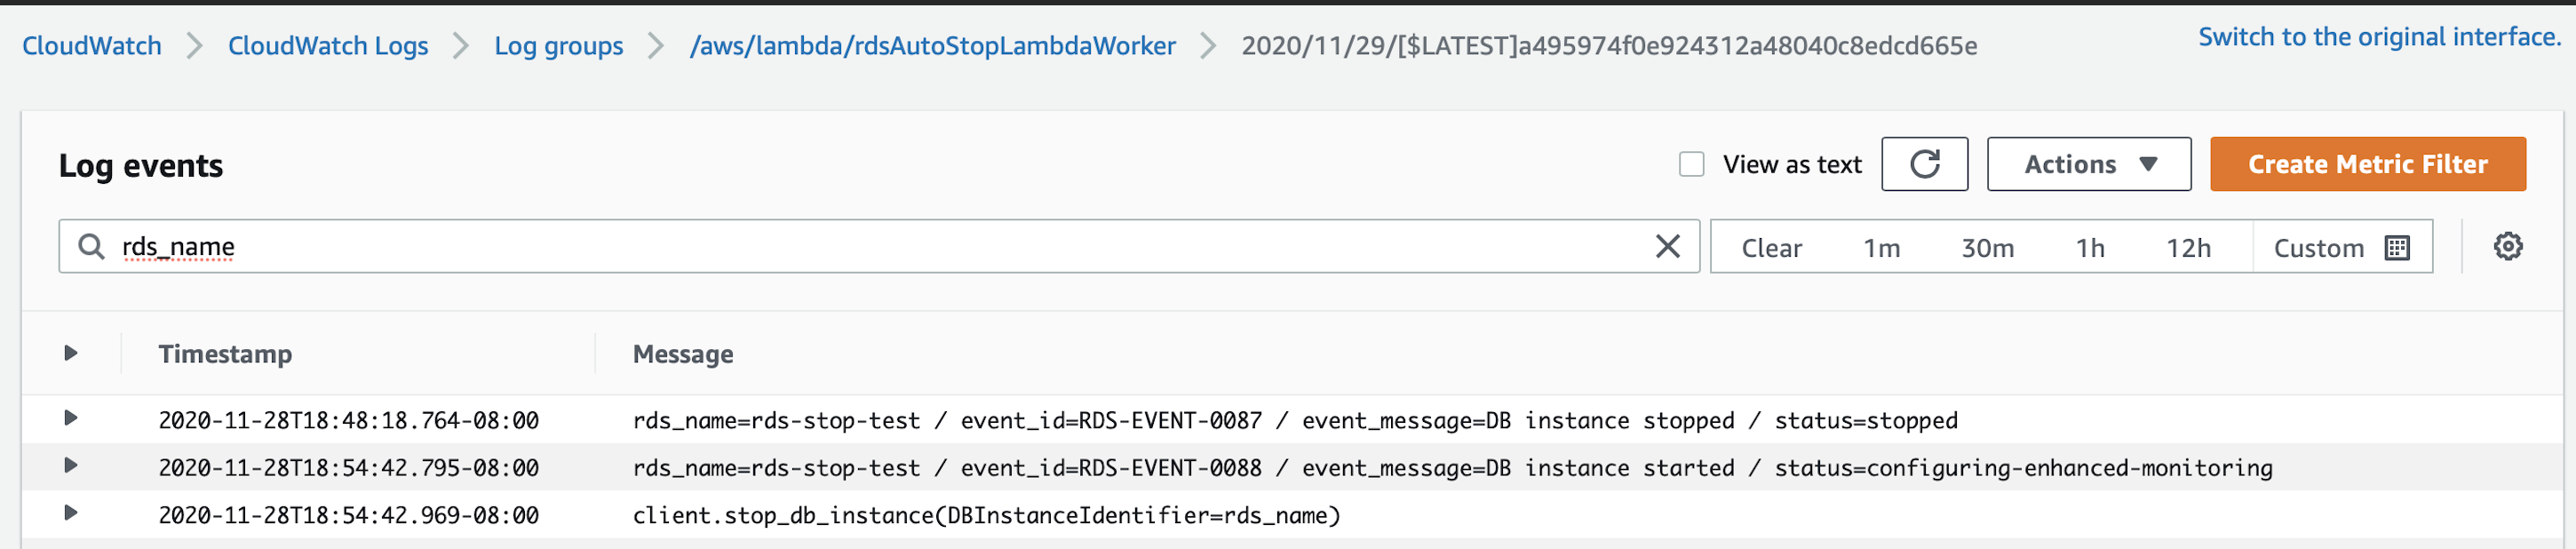 CloudWatch CloudWatch Logs Log groups /aws/lambda/rdsAutoStopLambdaWorker 2020/11/29/[$LATEST]a495974f0e924312a48040c8edcd665e Switch to the original interface.
Log events View as text Actions Create Metric Filter
rds_name Clear 1m 30m 1h 12h Custom
Timestamp Message
2020-11-28T18:48:18.764-08:00 rds_name=rds-stop-test / event_id=RDS-EVENT-0087 / event_message=DB instance stopped / status=stopped
2020-11-28T18:54:42.795-08:00 rds_name=rds-stop-test / event_id=RDS-EVENT-0088 / event_message=DB instance started / status=configuring-enhanced-monitoring
2020-11-28T18:54:42.969-08:00 client.stop_db_instance(DBInstanceIdentifier=rds_name)